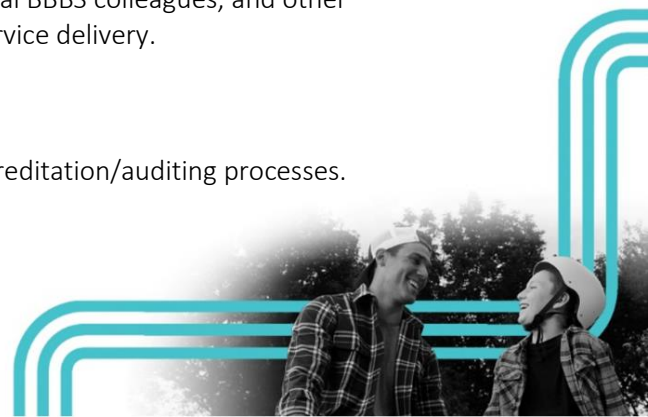 al BBBS colleagues, and other
rvice delivery.
reditation/auditing processes.